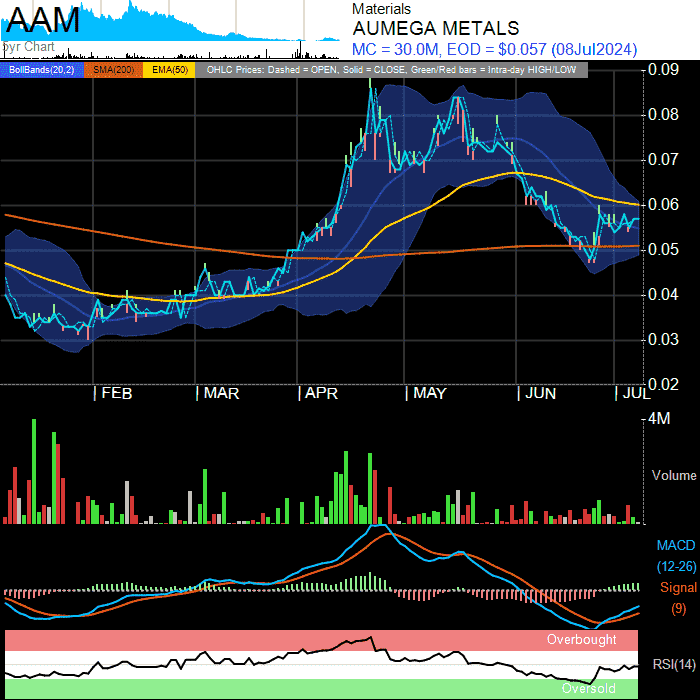 AAM
5yr Chart
Materials
AUMEGA METALS
MC = 30.0M, EOD = $0.057 (08Jul2024)
BollBands(20,2) SMA(200) EMA(50) OHLC Prices: Dashed = OPEN, Solid = CLOSE, Green/Red bars = Intra-day HIGH/LOW
0.09
0.08
0.07
0.06
0.05
0.04
0.03
0.02
FEB MAR APR MAY JUN JUL
4M
Volume
MACD
(12-26)
Signal
(9)
Overbought
RSI(14)
Oversold